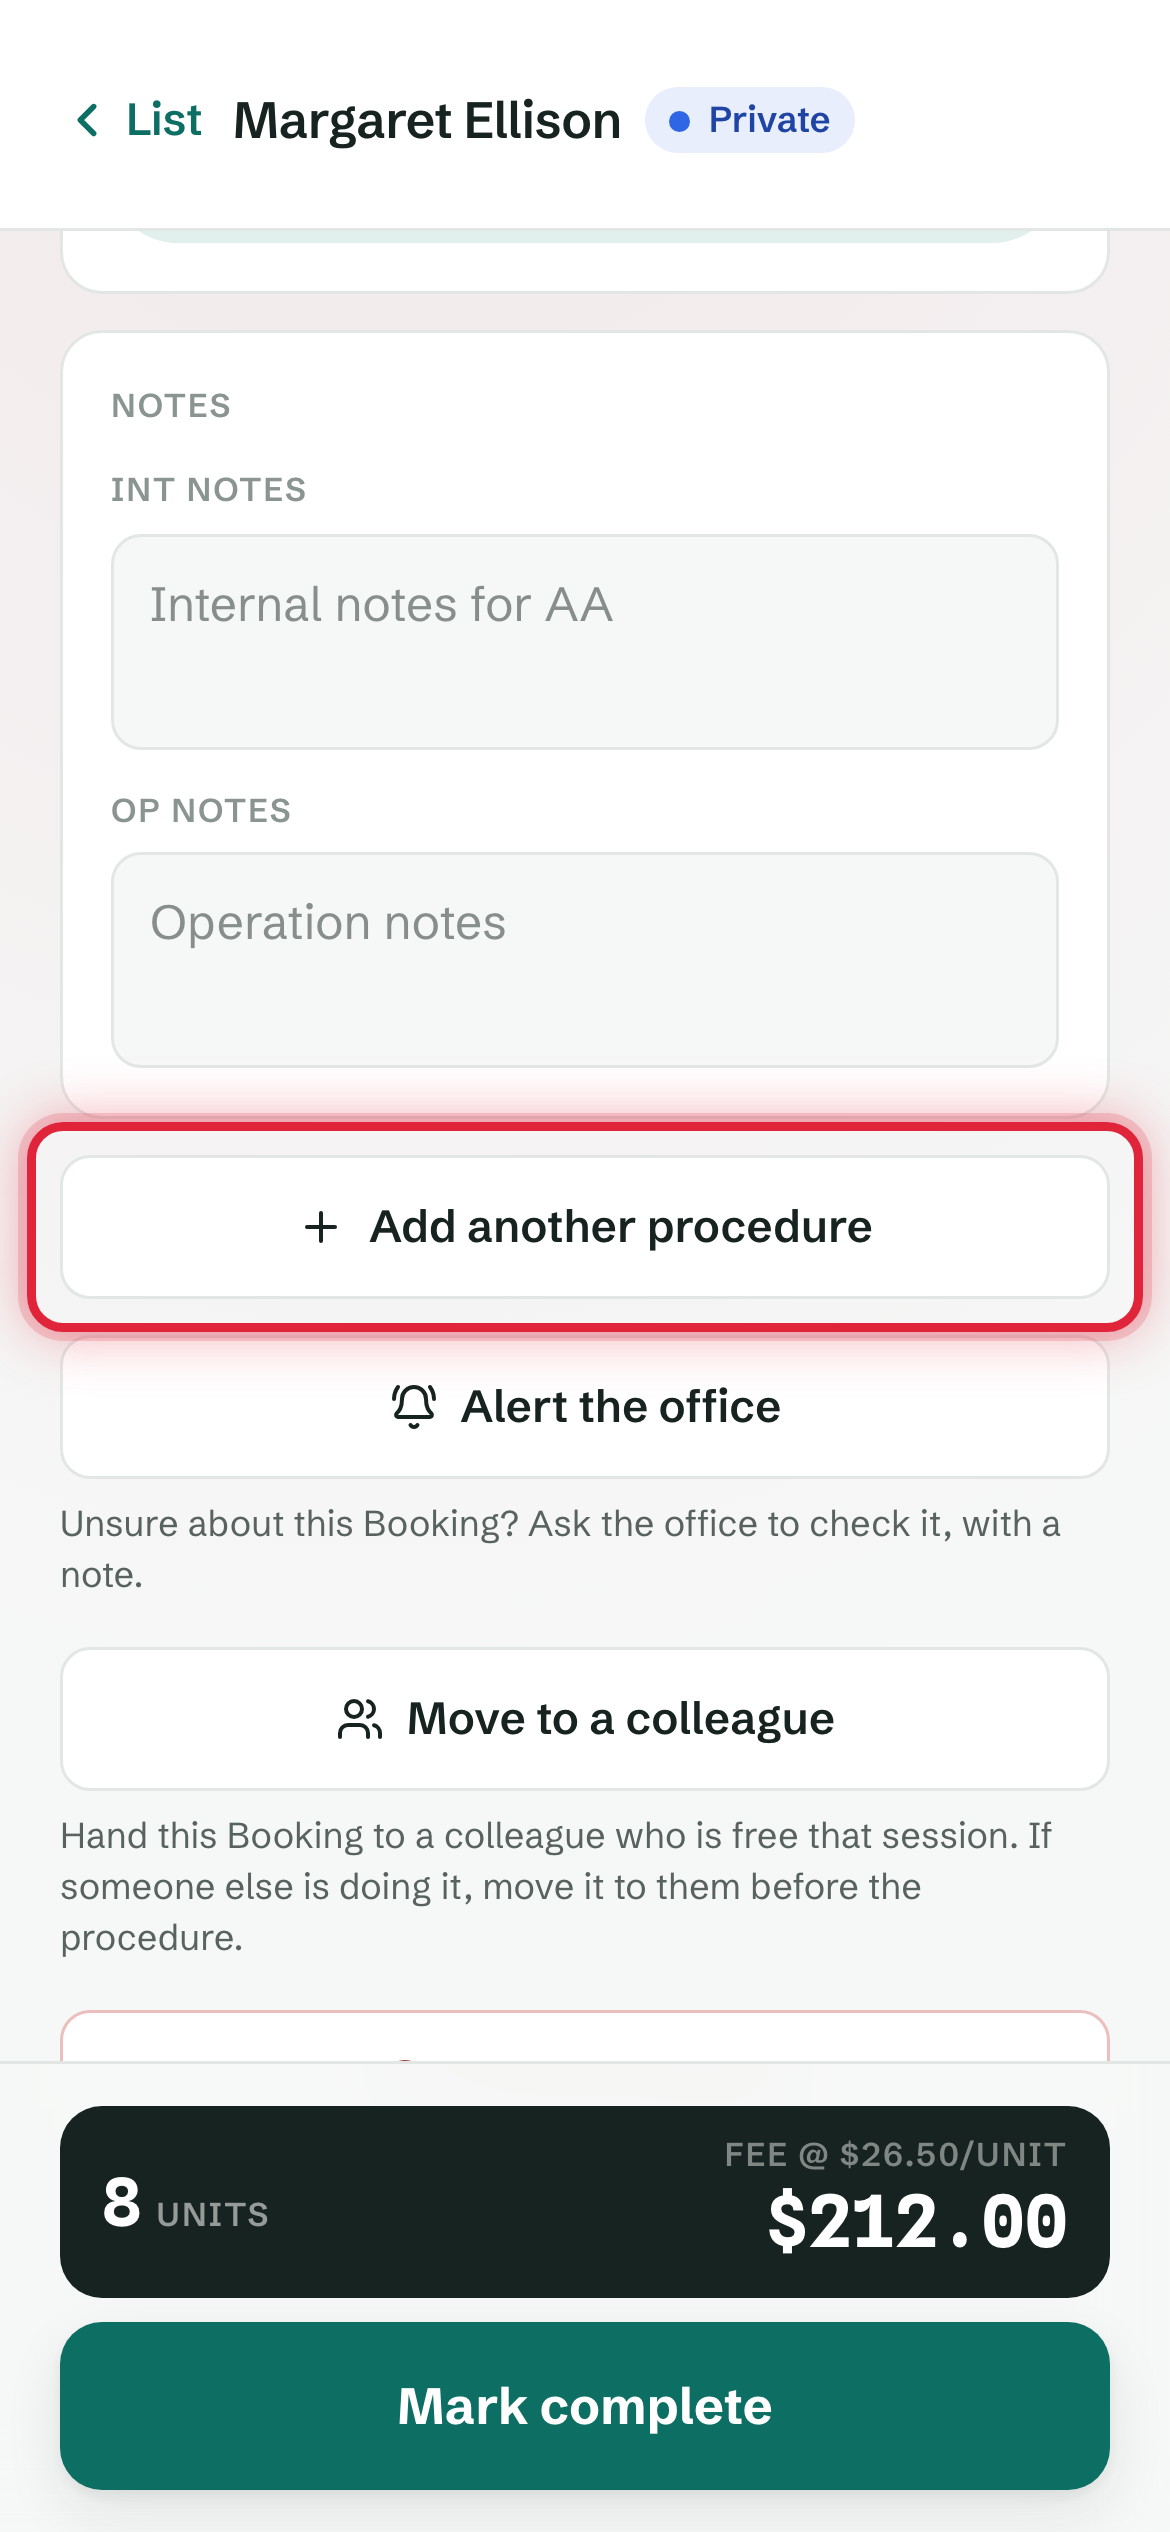 List Margaret Ellison Private
NOTES
INT NOTES
Internal notes for AA
OP NOTES
Operation notes
Add another procedure
Alert the office
Unsure about this Booking? Ask the office to check it, with a
note.
Move to a colleague
Hand this Booking to a colleague who is free that session. If
someone else is doing it, move it to them before the
procedure.
FEE @ $26.50/UNIT
8 UNITS
$212.00
Mark complete